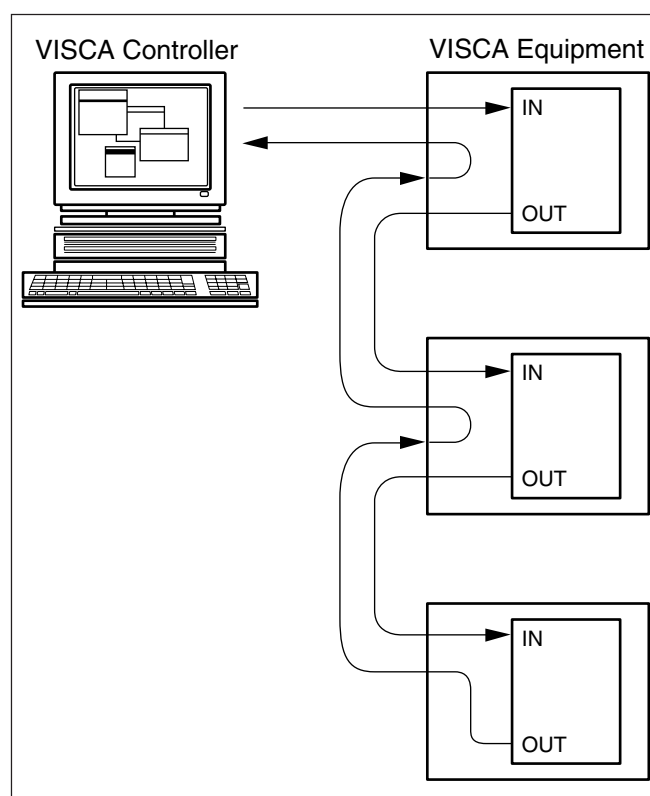 VISCA Controller
VISCA Equipment
IN
OUT
IN
OUT
IN
OUT